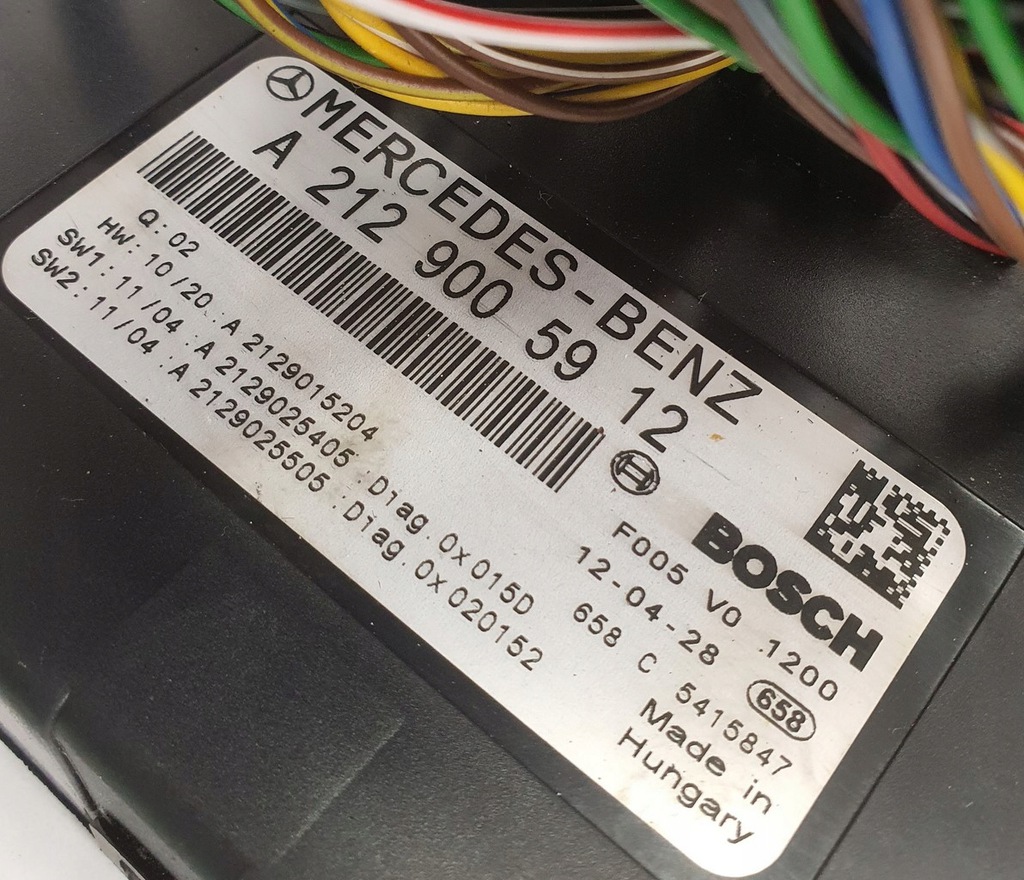 MERCEDES-BENZ
A 212 900 59 12
Q: 02
HW: 10/20 . A 2129015204
SW1: 11/04 : A 2129025405 : Diag. 0x015D
SW2: 11/04 : A 2129025505 : Diag. 0x020152
BOSCH
F005 V0 1200
12-04-28 658
658 C 5415847
Made in
Hungary